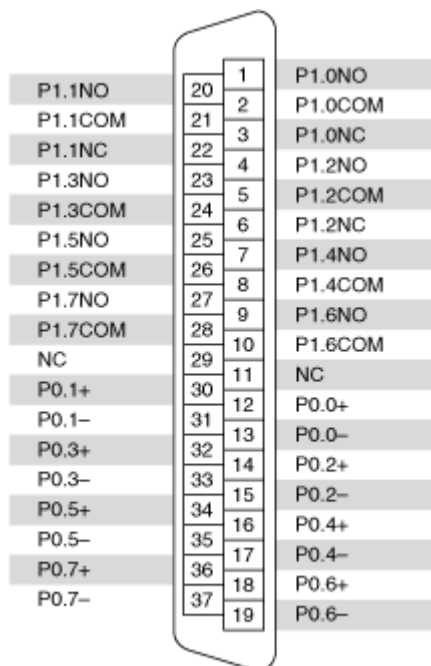 1 P1.0NO
P1.1NO 20
2 P1.0COM
P1.1COM 21
3 P1.0NC
P1.1NC 22
4 P1.2NO
P1.3NO 23
5 P1.2COM
P1.3COM 24
6 P1.2NC
P1.5NO 25
7 P1.4NO
P1.5COM 26
8 P1.4COM
P1.7NO 27
9 P1.6NO
P1.7COM 28
10 P1.6COM
NC 29
11 NC
P0.1+ 30
12 P0.0+
P0.1– 31
13 P0.0–
P0.3+ 32
14 P0.2+
P0.3– 33
15 P0.2–
P0.5+ 34
16 P0.4+
P0.5– 35
17 P0.4–
P0.7+ 36
18 P0.6+
P0.7– 37
19 P0.6–